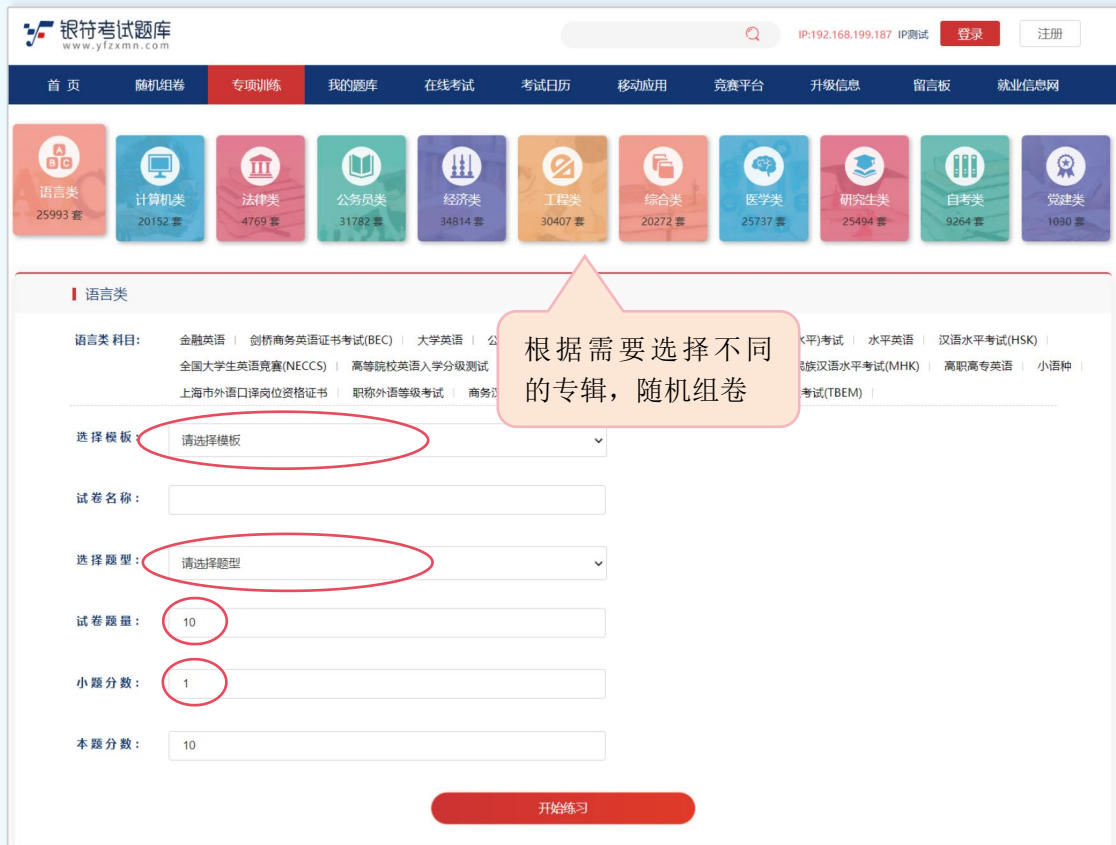 银符考试题库
www.yfzxmn.com
IP:192.168.199.187 IP测试 登录 注册
首 页 随机组卷 专项训练 我的题库 在线考试 考试日历 移动应用 竞赛平台 升级信息 留言板 就业信息网
A
B C
语言类 计算机类 法律类 公务员类 经济类 工程类 综合类 医学类 研究生类 自考类 党建类
25993 套 20152 套 4769 套 31782 套 34814 套 30407 套 20272 套 25737 套 25494 套 9264 套 1030 套
语言类
语言类 科目: 金融英语 | 剑桥商务英语证书考试(BEC) | 大学英语 | 水平)考试 | 水平英语 | 汉语水平考试(HSK) |
全国大学生英语竞赛(NECCS) | 高等院校英语入学分级测试 族汉语水平考试(MHK) | 高职高专英语 | 小语种 |
上海市外语口译岗位资格证书 | 职称外语等级考试 | 商务 考试(TBEM) |
根据需要选择不同
的专辑，随机组卷
选择模板: 请选择模板
试卷名称:
选择题型: 请选择题型
试卷题量: 10
小题分数: 1
本题分数: 10
开始练习